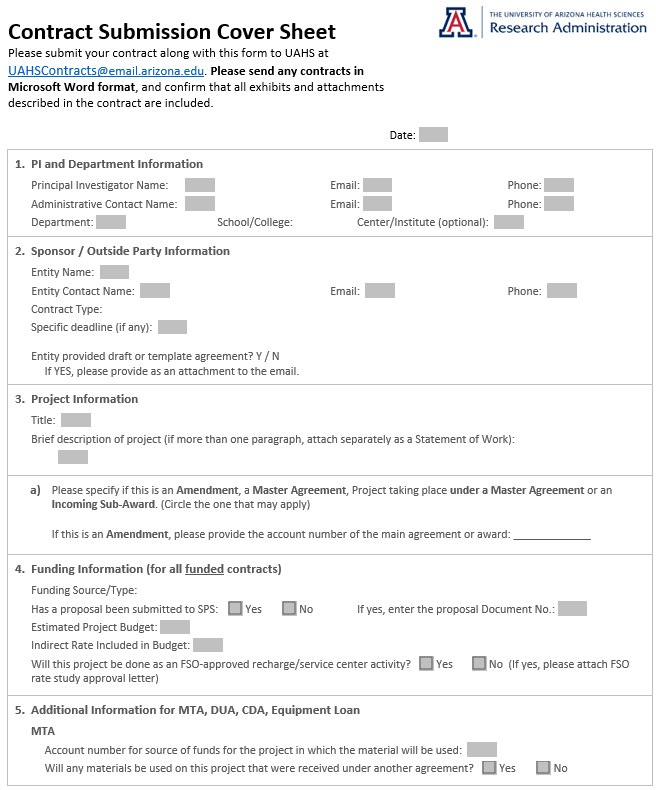 Contract Submission Cover Sheet
THE UNIVERSITY OF ARIZONA HEALTH SCIENCES
Research Administration
Please submit your contract along with this form to UAHS at
UAHSContracts@email.arizona.edu. Please send any contracts in
Microsoft Word format, and confirm that all exhibits and attachments
described in the contract are included.
Date:
1. PI and Department Information
Principal Investigator Name: Email: Phone:
Administrative Contact Name: Email: Phone:
Department: School/College: Center/Institute (optional):
2. Sponsor / Outside Party Information
Entity Name:
Entity Contact Name: Email: Phone:
Contract Type:
Specific deadline (if any):
Entity provided draft or template agreement? Y / N
If YES, please provide as an attachment to the email.
3. Project Information
Title:
Brief description of project (if more than one paragraph, attach separately as a Statement of Work):
a) Please specify if this is an Amendment, a Master Agreement, Project taking place under a Master Agreement or an
Incoming Sub-Award. (Circle the one that may apply)
If this is an Amendment, please provide the account number of the main agreement or award: ______________
4. Funding Information (for all funded contracts)
Funding Source/Type:
Has a proposal been submitted to SPS: Yes No If yes, enter the proposal Document No.:
Estimated Project Budget:
Indirect Rate Included in Budget:
Will this project be done as an FSO-approved recharge/service center activity? Yes No (If yes, please attach FSO
rate study approval letter)
5. Additional Information for MTA, DUA, CDA, Equipment Loan
MTA
Account number for source of funds for the project in which the material will be used:
Will any materials be used on this project that were received under another agreement? Yes No